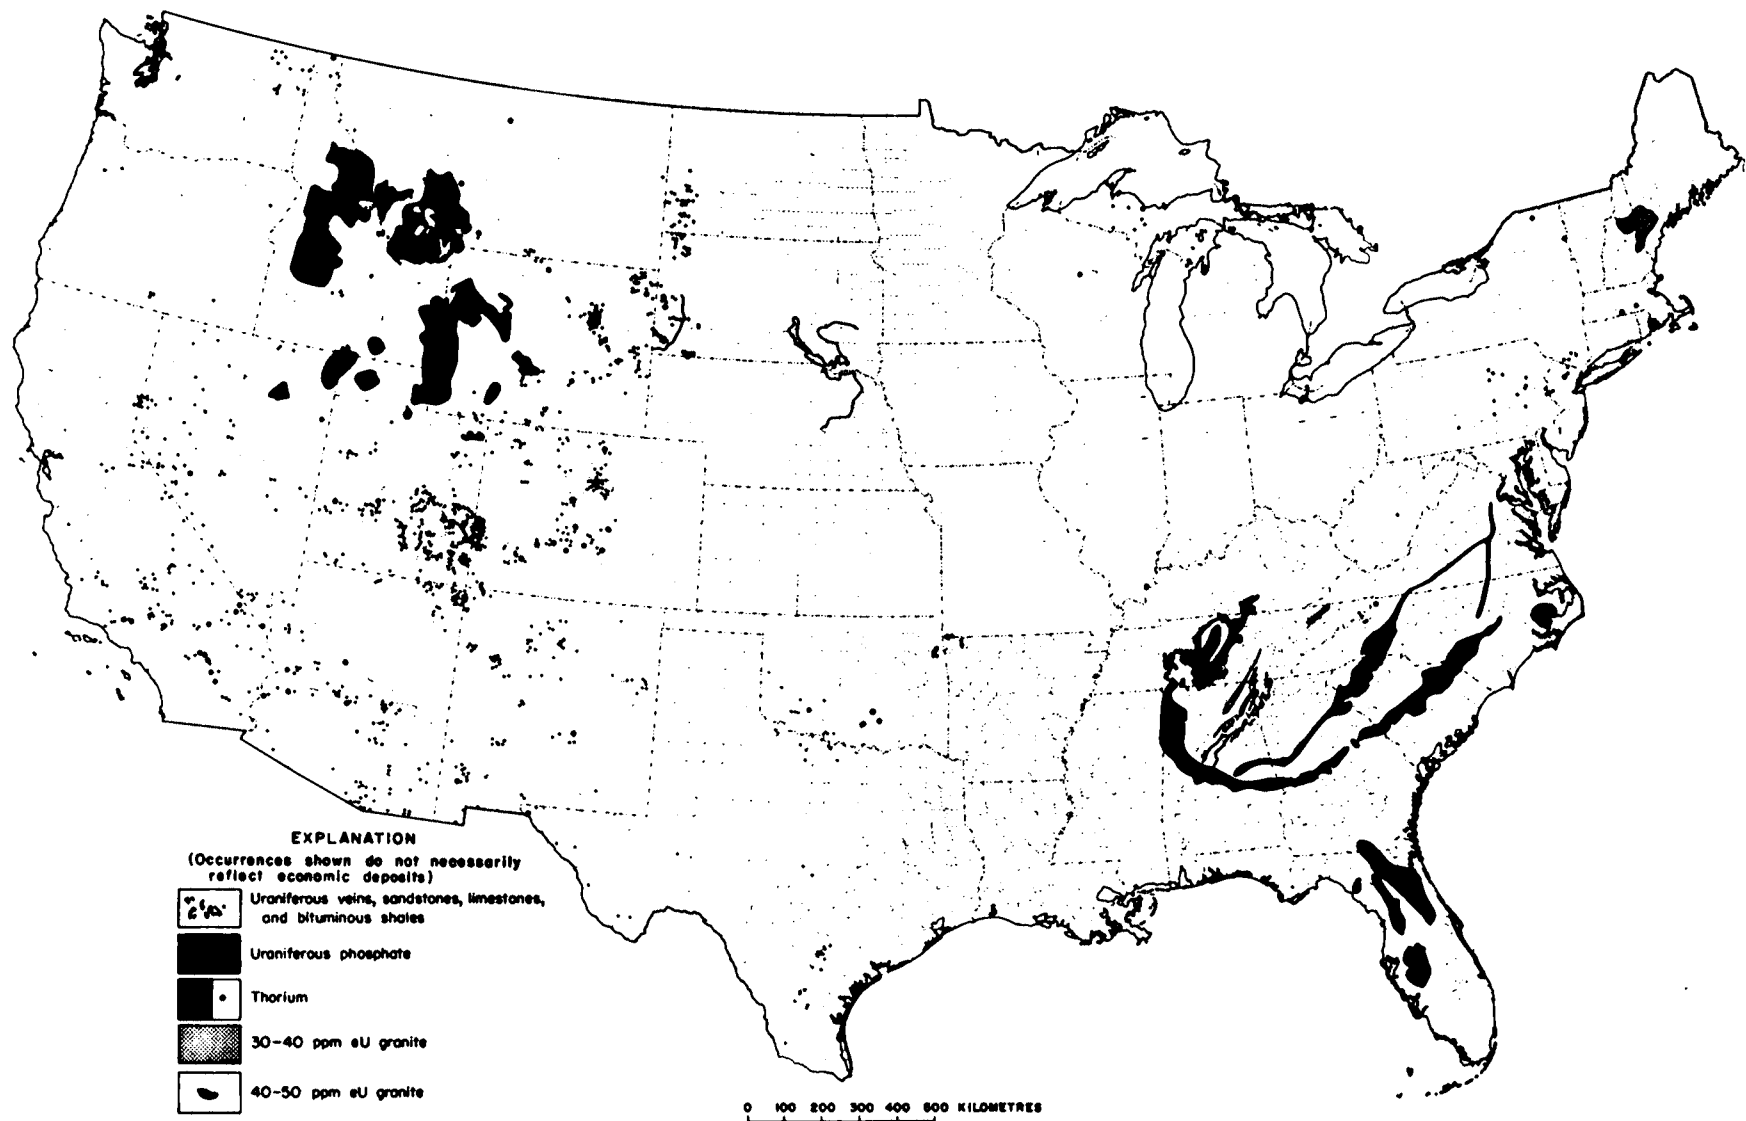 EXPLANATION
(Occurrences shown do not necessarily
reflect economic deposits)
Uraniferous veins, sandstones, limestones,
and bituminous shales
Uraniferous phosphate
Thorium
30-40 ppm eU granite
40-50 ppm eU granite
0 100 200 300 400 500 KILOMETRES